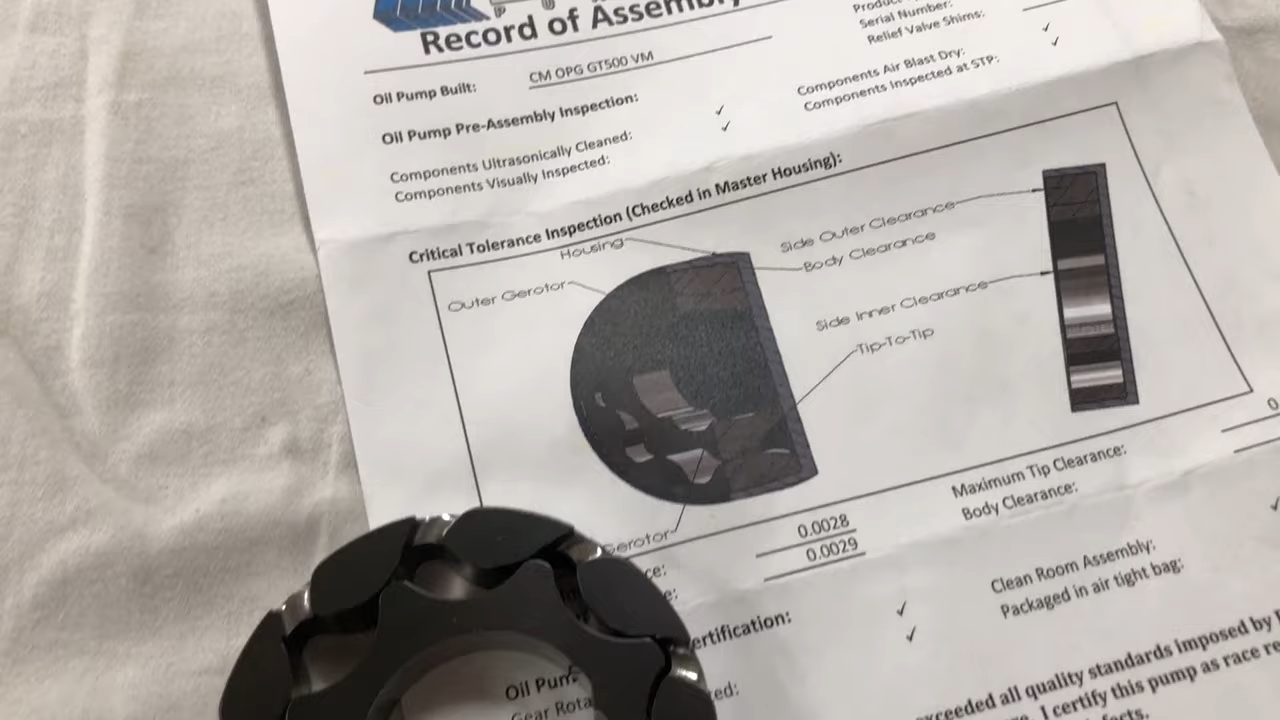 Record of Assembly
Serial Number:
Relief Valve Shims:
Oil Pump Built: CM OPG GT500 VM
Oil Pump Pre-Assembly Inspection:
Components Air Blast Dry: ✓
Components Inspected at STP: ✓
Components Ultrasonically Cleaned: ✓
Components Visually Inspected: ✓
Critical Tolerance Inspection (Checked in Master Housing):
Housing
Side Outer Clearance
Body Clearance
Outer Gerotor
Side Inner Clearance
Tip-To-Tip
Gerotor
0.0028
0.0029
Maximum Tip Clearance:
Body Clearance:
ce:
e:
ertification:
Clean Room Assembly:
Packaged in air tight bag:
Oil Pum
Gear Rota
ed:
exceeded all quality standards imposed by
I certify this pump as race re